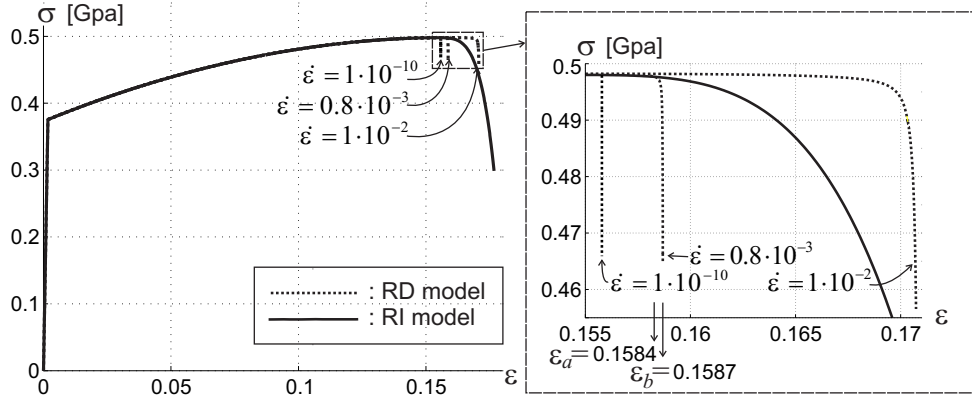 σ [Gpa]
0.5
0.4
0.3
0.2
0.1
0
0
0.05
0.1
0.15
ε
ε̇ = 1·10⁻¹⁰
ε̇ = 0.8·10⁻³
ε̇ = 1·10⁻²
: RD model
: RI model
σ [Gpa]
0.5
0.49
0.48
0.47
0.46
0.155
0.16
0.165
0.17
ε
ε̇ = 0.8·10⁻³
ε̇ = 1·10⁻¹⁰
ε̇ = 1·10⁻²
εₐ = 0.1584
ε_b = 0.1587